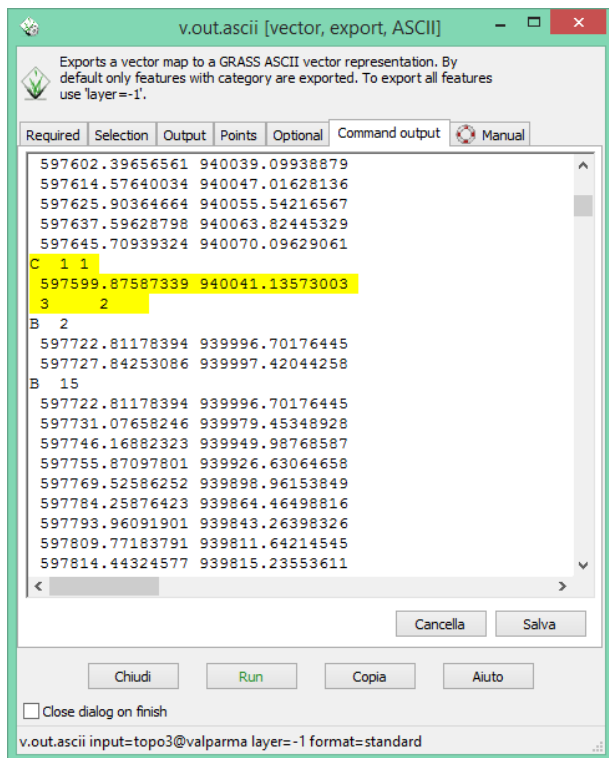 v.out.ascii [vector, export, ASCII]
Exports a vector map to a GRASS ASCII vector representation. By
default only features with category are exported. To export all features
use 'layer=-1'.
Required Selection Output Points Optional Command output Manual
597602.39656561 940039.09938879
597614.57640034 940047.01628136
597625.90364664 940055.54216567
597637.59628798 940063.82445329
597645.70939324 940070.09629061
C 1 1
597599.87587339 940041.13573003
3 2
B 2
597722.81178394 939996.70176445
597727.84253086 939997.42044258
B 15
597722.81178394 939996.70176445
597731.07658246 939979.45348928
597746.16882323 939949.98768587
597755.87097801 939926.63064658
597769.52586252 939898.96153849
597784.25876423 939864.46498816
597793.96091901 939843.26398326
597809.77183791 939811.64214545
597814.44324577 939815.23553611
Cancella Salva
Chiudi Run Copia Aiuto
Close dialog on finish
v.out.ascii input=topo3@valparma layer=-1 format=standard